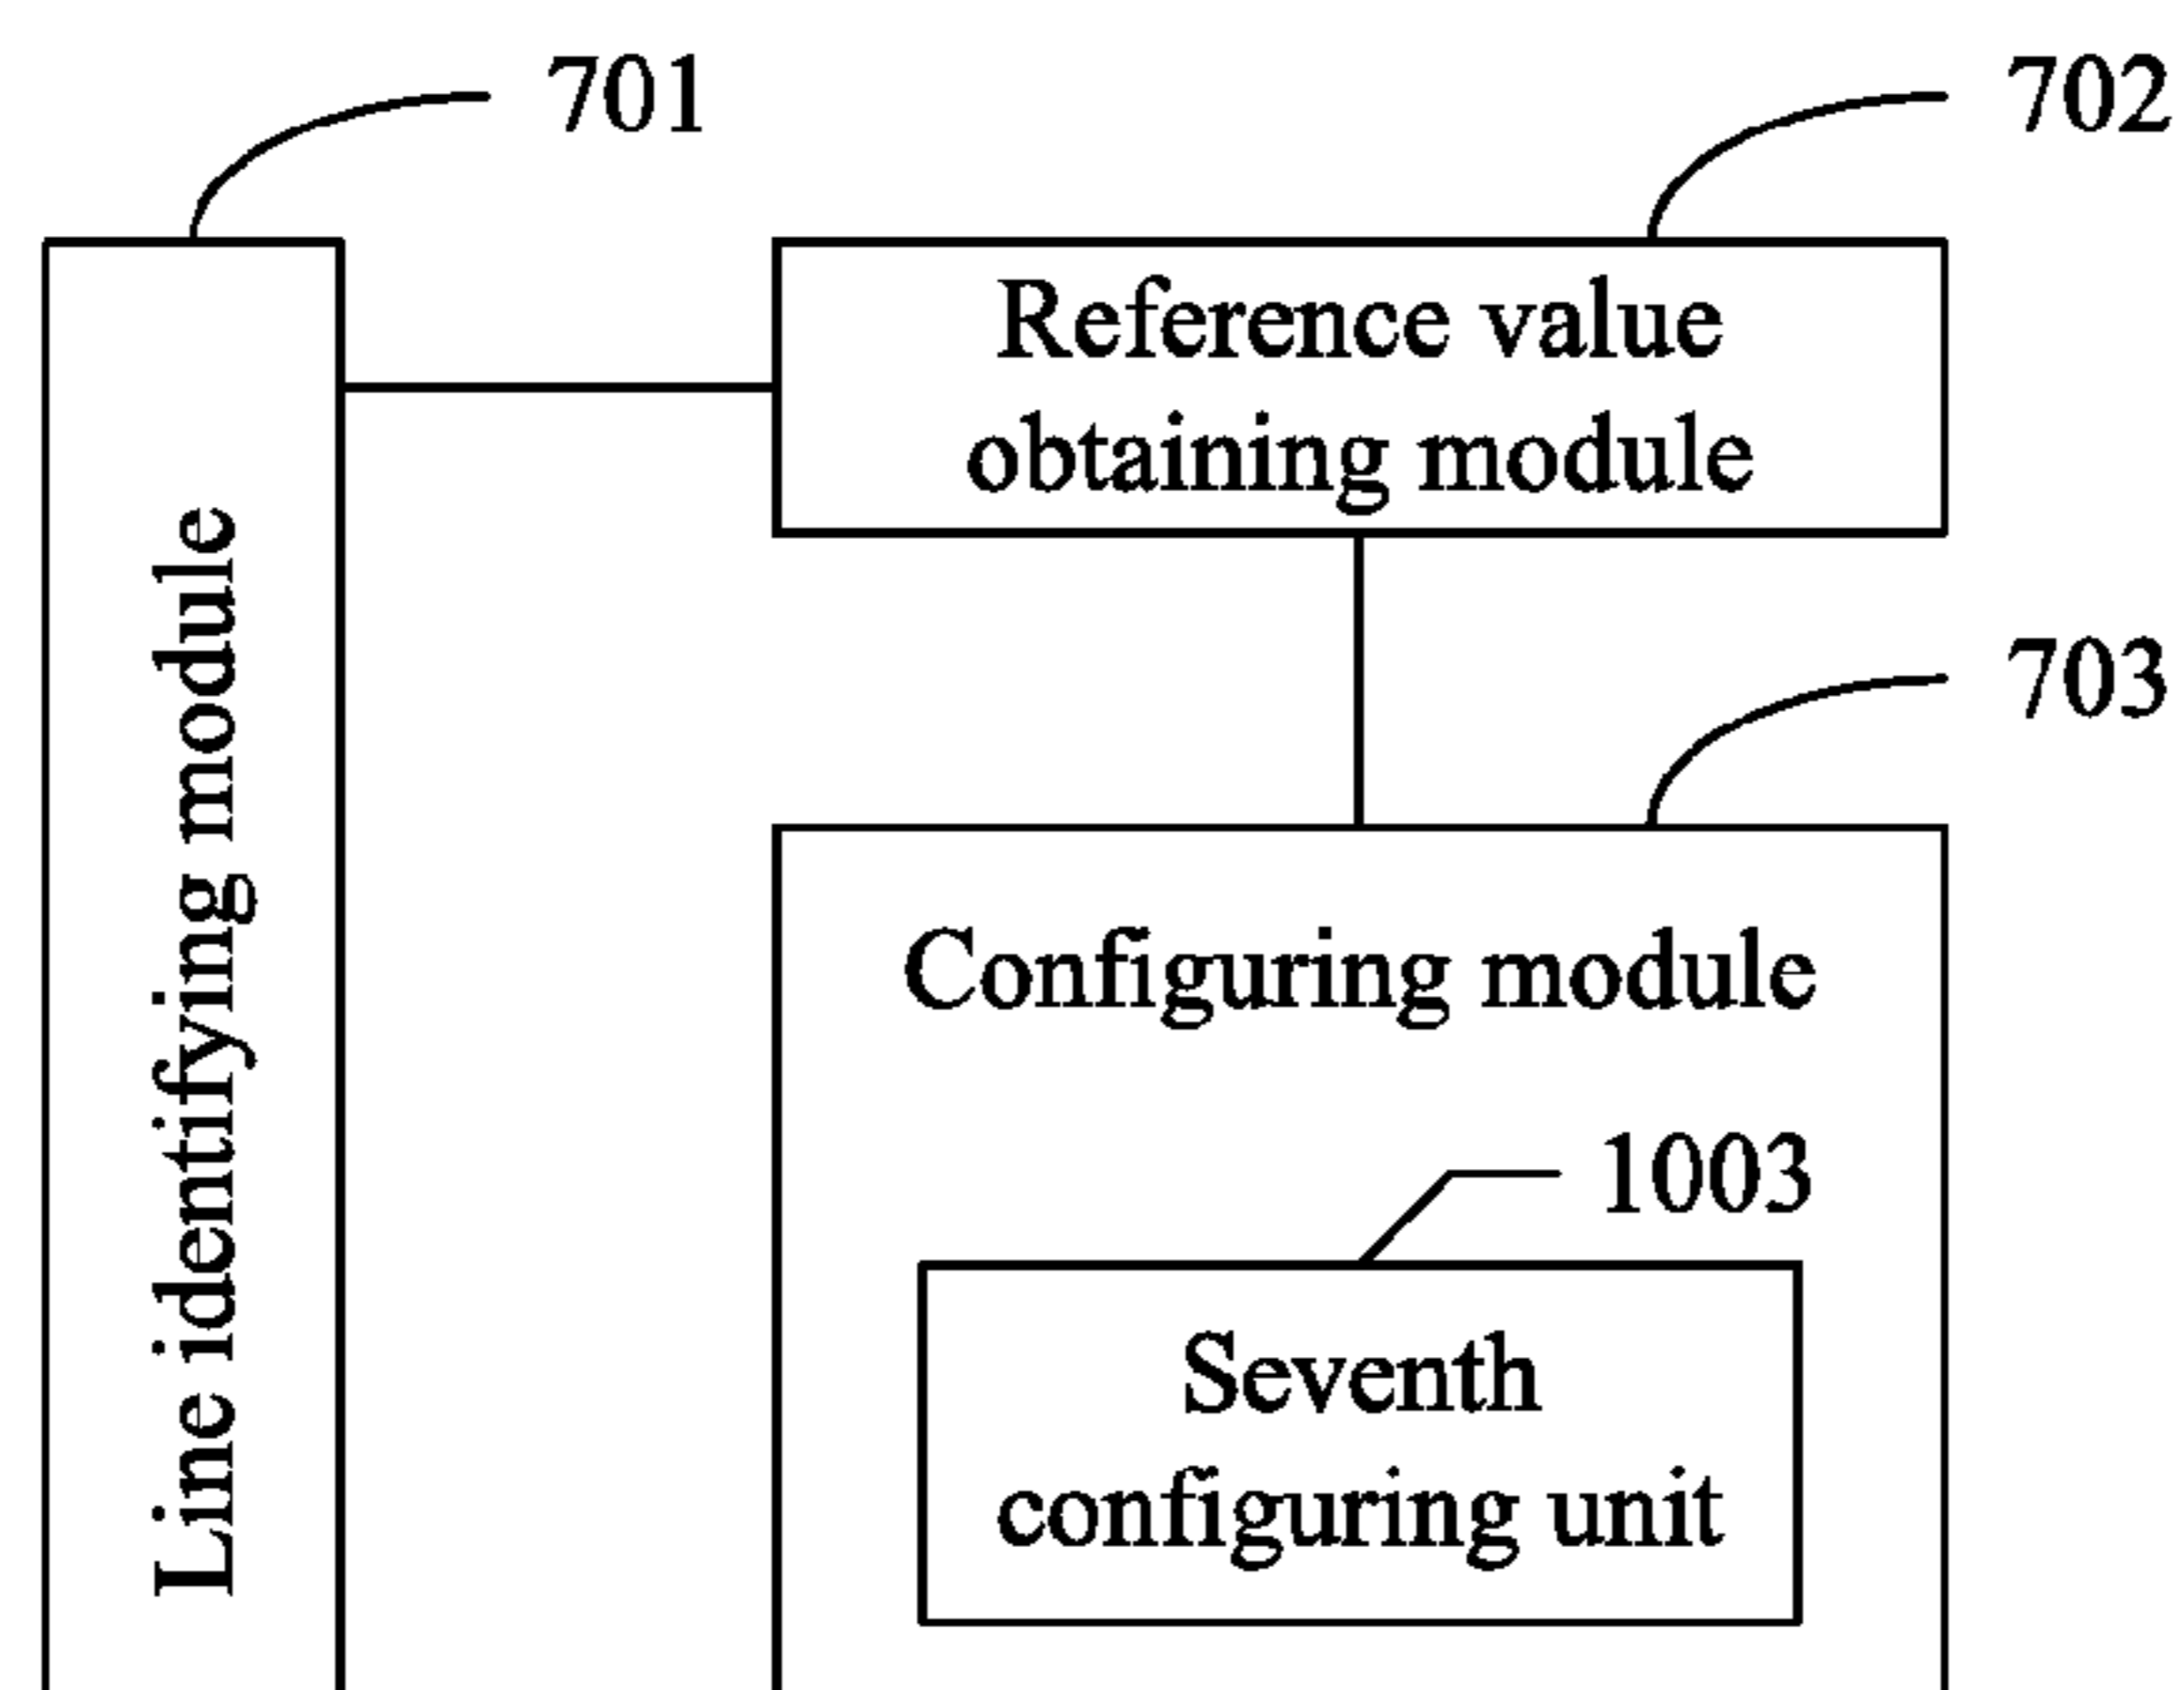 701
702
Reference value
obtaining module
Line identifying module
703
Configuring module
1003
Seventh
configuring unit